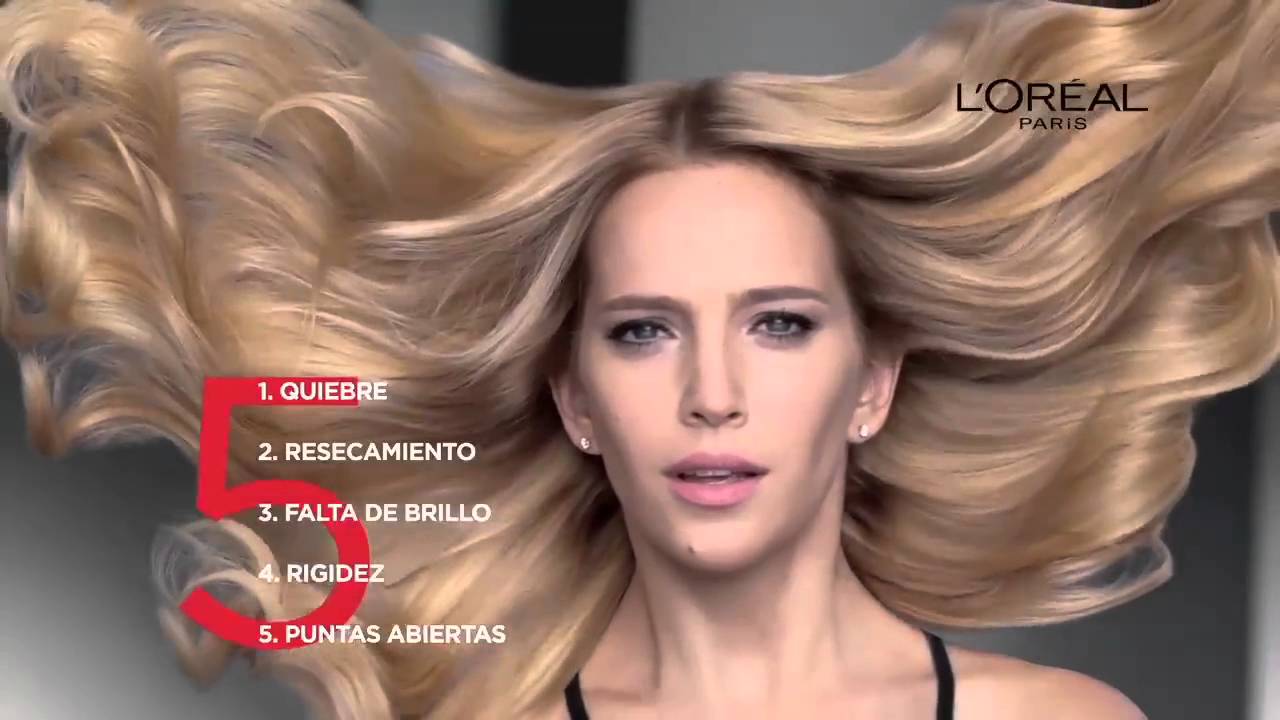 L'ORÉAL
PARiS
5
1. QUIEBRE
2. RESECAMIENTO
3. FALTA DE BRILLO
4. RIGIDEZ
5. PUNTAS ABIERTAS